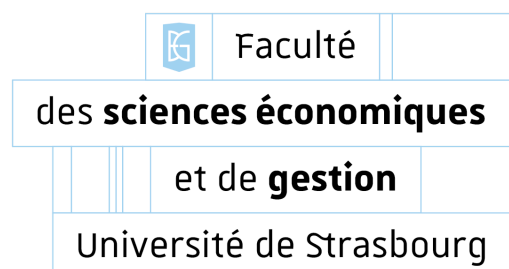 Faculté
des sciences économiques
et de gestion
Université de Strasbourg